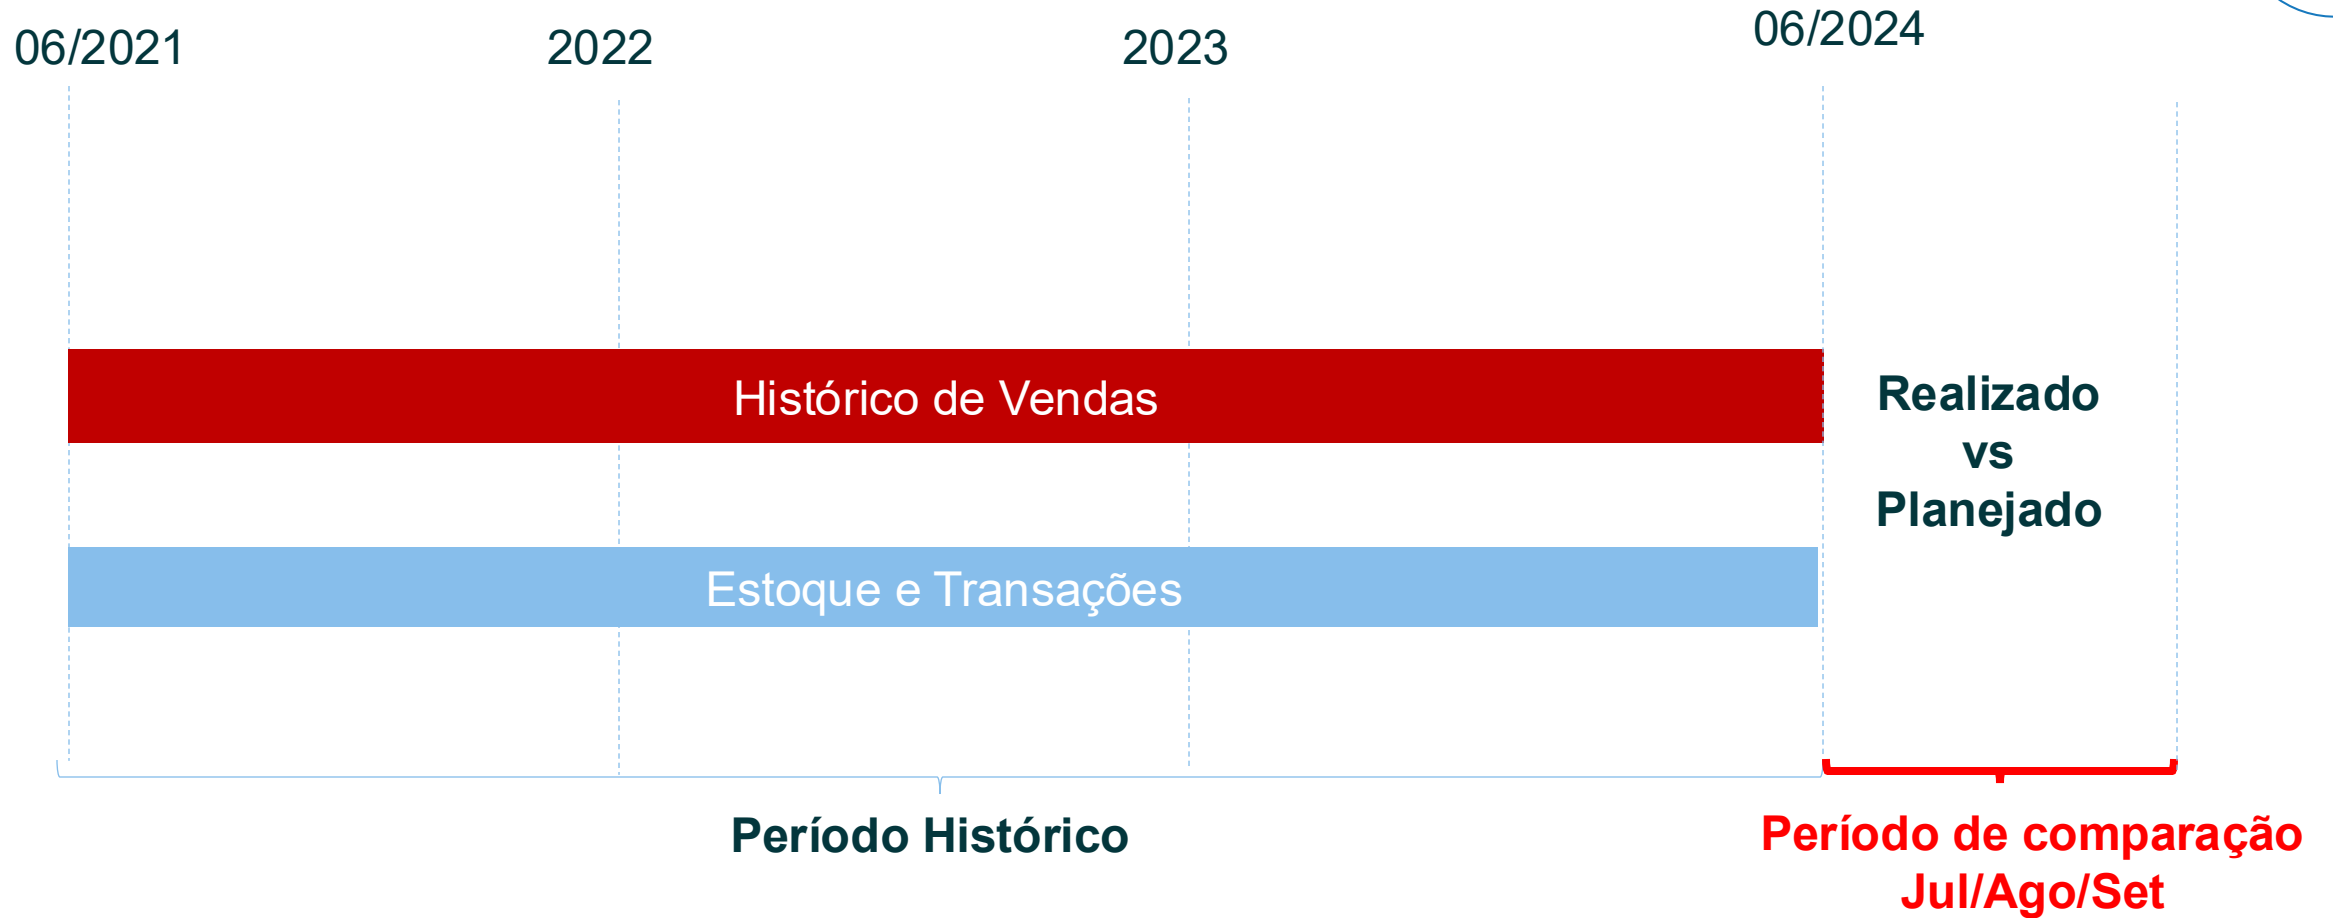 06/2021
2022
2023
06/2024
Histórico de Vendas
Realizado
vs
Planejado
Estoque e Transações
Período Histórico
Período de comparação
Jul/Ago/Set